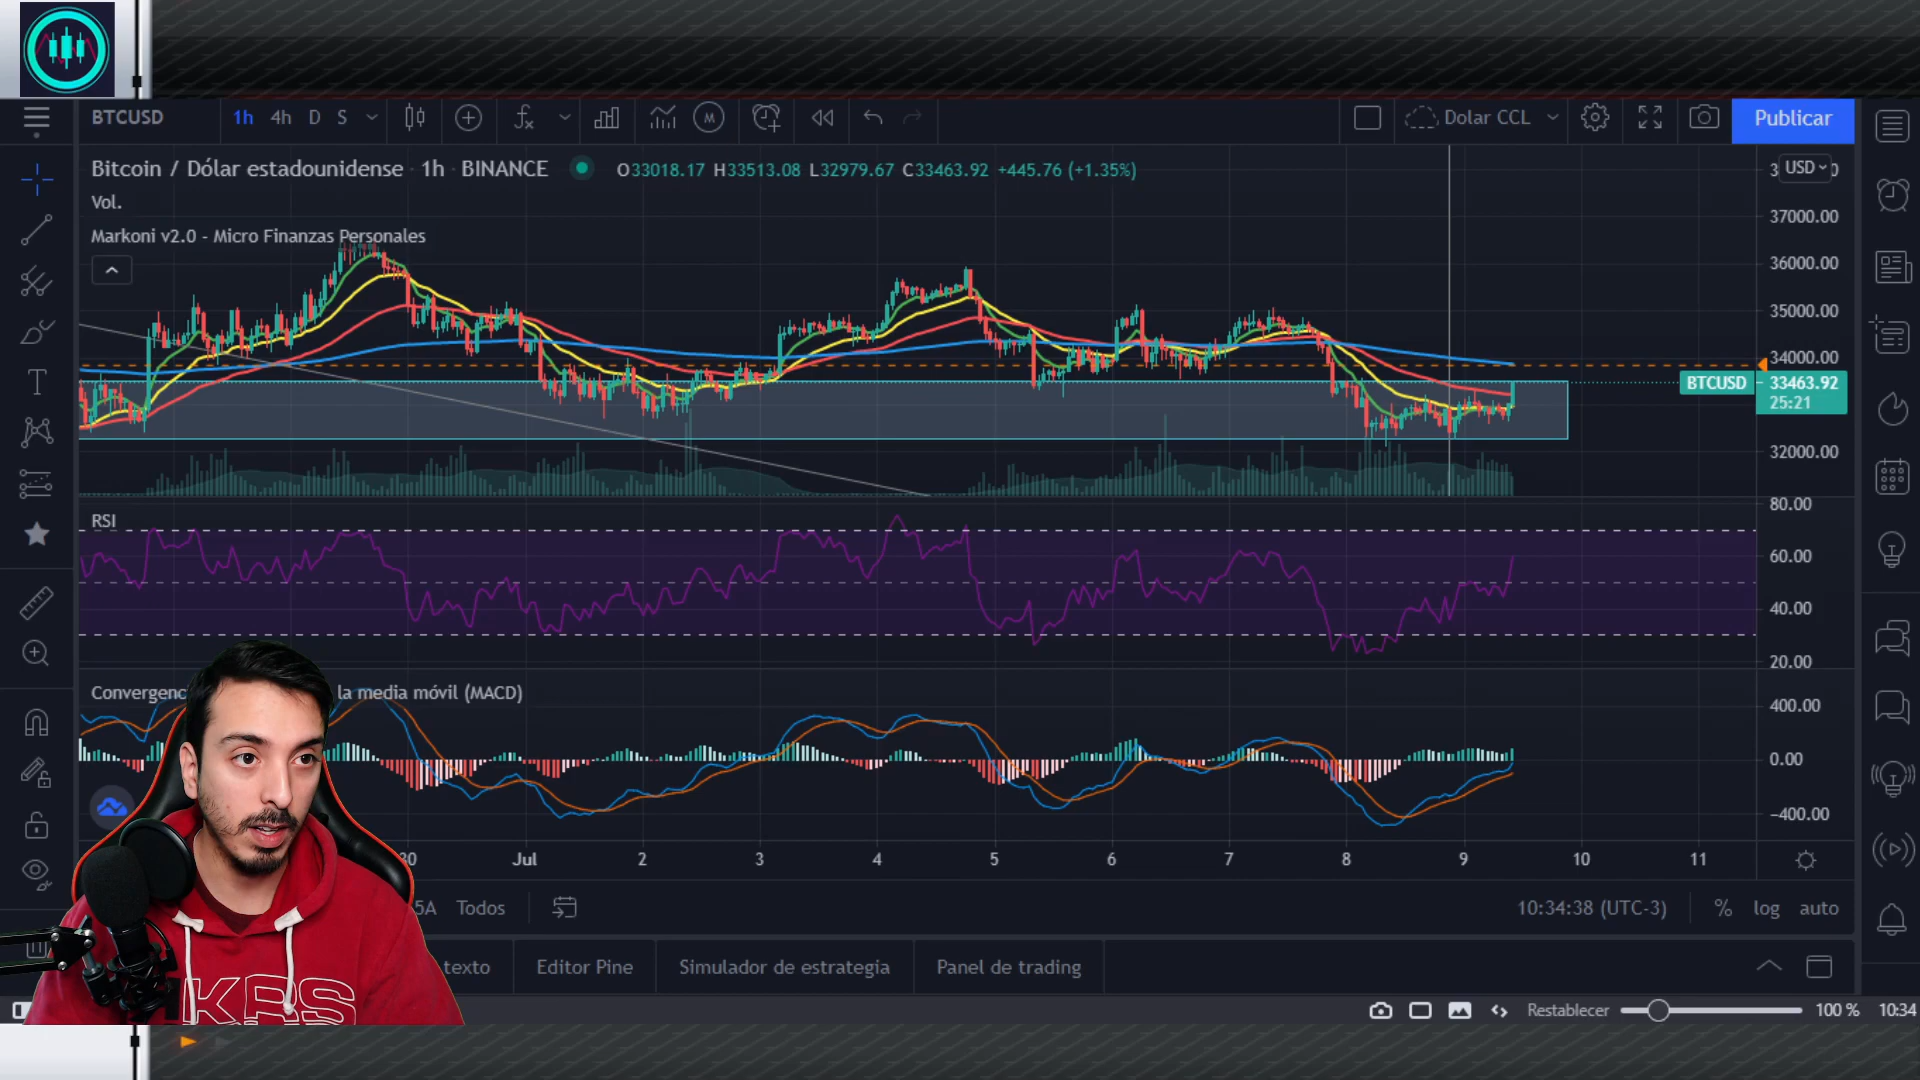 BTCUSD 1h 4h D S Dolar CCL Publicar
Bitcoin / Dólar estadounidense · 1h · BINANCE O33018.17 H33513.08 L32979.67 C33463.92 +445.76 (+1.35%)
USD
Vol.
Markoni v2.0 - Micro Finanzas Personales
37000.00
36000.00
35000.00
34000.00
BTCUSD 33463.92
25:21
32000.00
RSI
80.00
60.00
40.00
20.00
Convergenc la media móvil (MACD)
400.00
0.00
−400.00
Jul 2 3 4 5 6 7 8 9 10 11
5A Todos 10:34:38 (UTC-3) % log auto
texto Editor Pine Simulador de estrategia Panel de trading
Restablecer 100 % 10:34